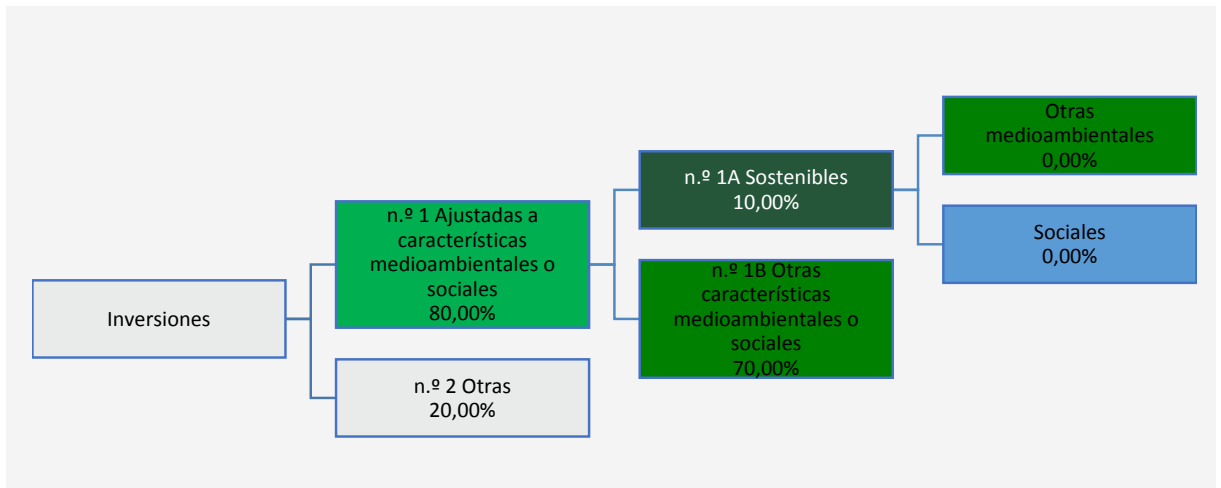 Inversiones
n.º 1 Ajustadas a
características
medioambientales o
sociales
80,00%
n.º 2 Otras
20,00%
n.º 1A Sostenibles
10,00%
n.º 1B Otras
características
medioambientales o
sociales
70,00%
Otras
medioambientales
0,00%
Sociales
0,00%